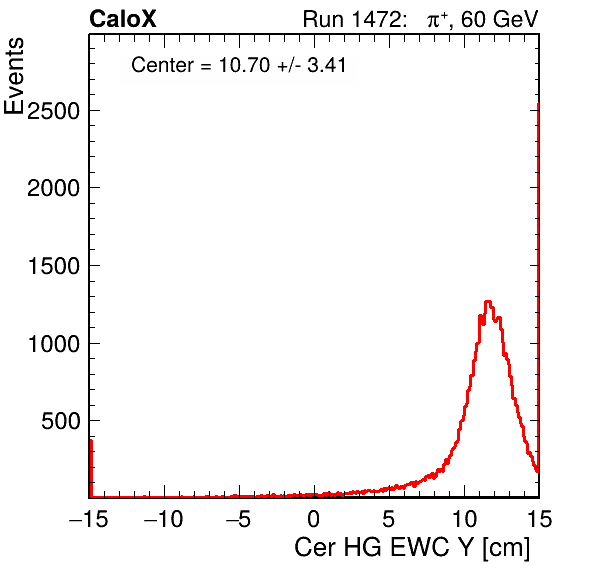 CaloX
Run 1472: π⁺, 60 GeV
Events
Center = 10.70 +/- 3.41
2500
2000
1500
1000
500
−15 −10 −5 0 5 10 15
Cer HG EWC Y [cm]